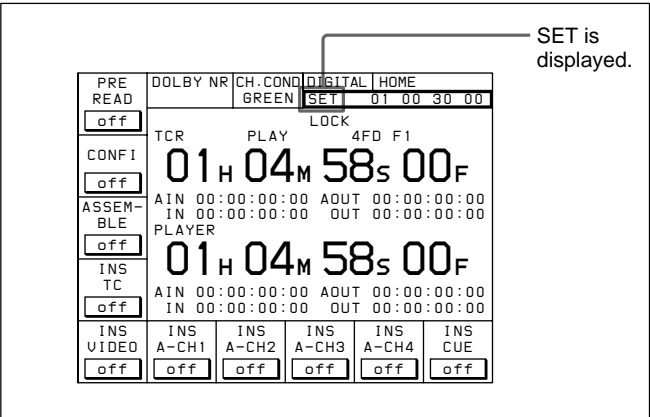 SET is
displayed.
PRE
READ
off
DOLBY NR CH.COND DIGITAL HOME
GREEN SET 01 00 30 00
LOCK
TCR PLAY 4FD F1
01H 04M 58S 00F
AIN 00:00:00:00 AOUT 00:00:00:00
IN 00:00:00:00 OUT 00:00:00:00
CONFI
off
ASSEM-
BLE
off
PLAYER
01H 04M 58S 00F
AIN 00:00:00:00 AOUT 00:00:00:00
IN 00:00:00:00 OUT 00:00:00:00
INS
TC
off
INS
VIDEO
off
INS
A-CH1
off
INS
A-CH2
off
INS
A-CH3
off
INS
A-CH4
off
INS
CUE
off